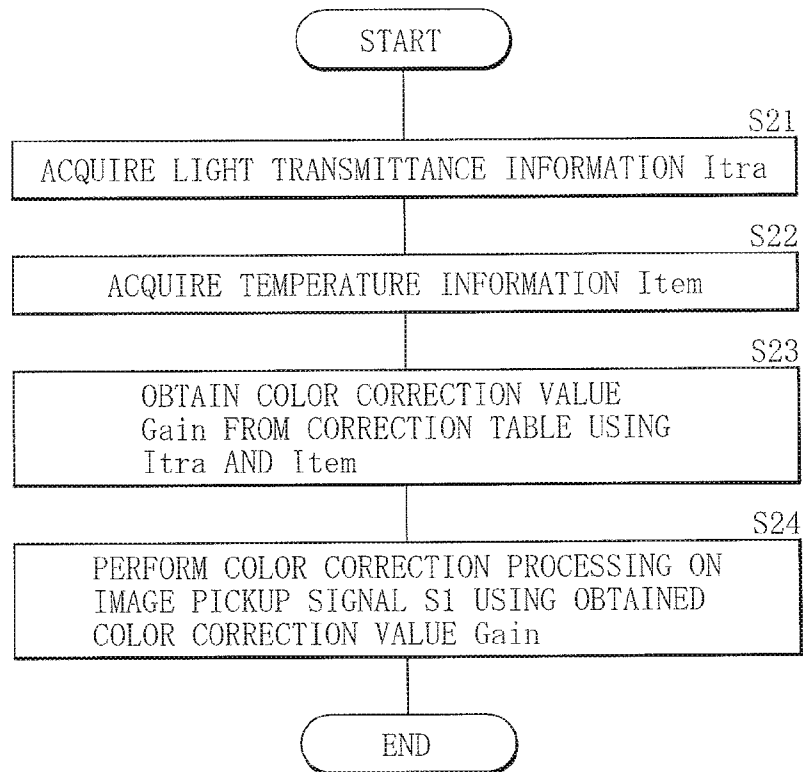 START
S21
ACQUIRE LIGHT TRANSMITTANCE INFORMATION Itra
S22
ACQUIRE TEMPERATURE INFORMATION Item
S23
OBTAIN COLOR CORRECTION VALUE
Gain FROM CORRECTION TABLE USING
Itra AND Item
S24
PERFORM COLOR CORRECTION PROCESSING ON
IMAGE PICKUP SIGNAL S1 USING OBTAINED
COLOR CORRECTION VALUE Gain
END